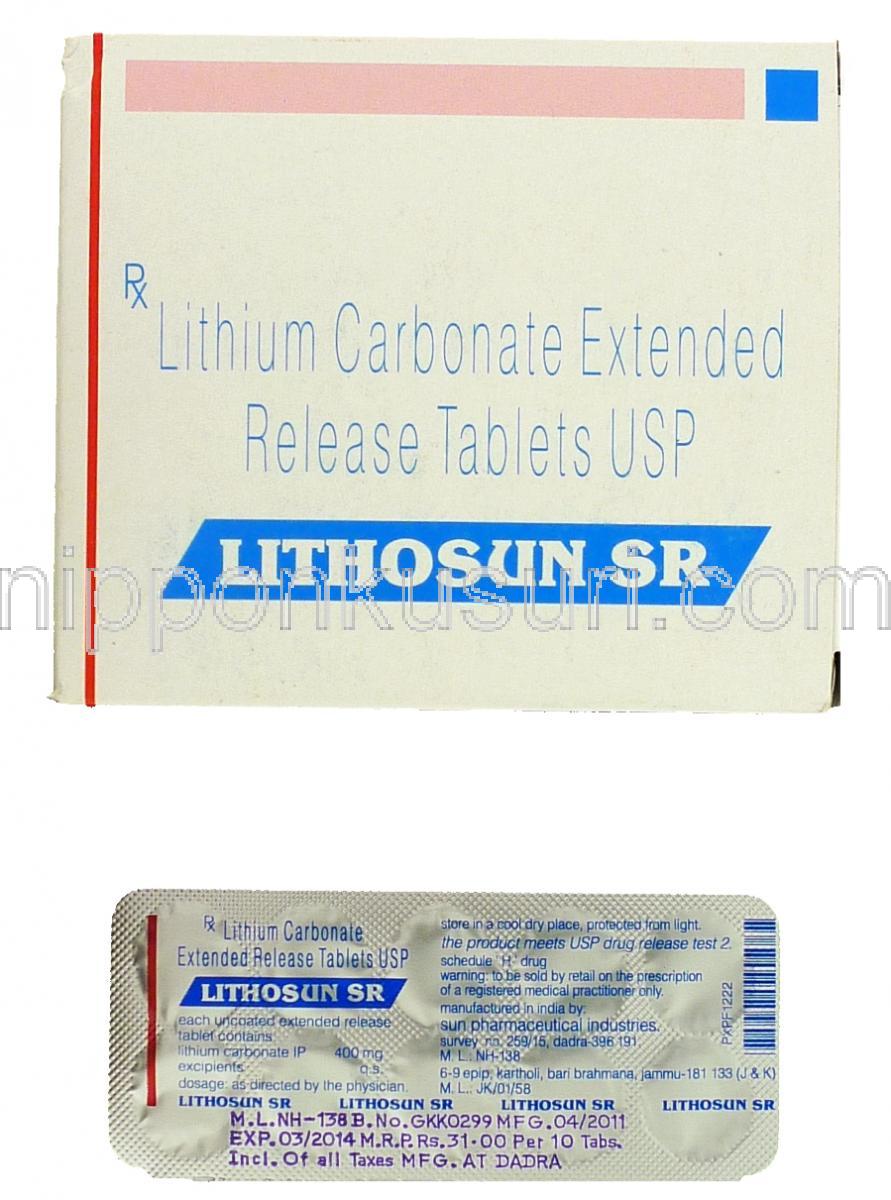 Rx
Lithium Carbonate Extended
Release Tablets USP
LITHOSUN SR
nipponkusuri.com
Rx Lithium Carbonate
Extended Release Tablets USP
LITHOSUN SR
each uncoated extended release
tablet contains:
lithium carbonate IP 400 mg
excipients q.s.
dosage: as directed by the physician.
store in a cool dry place, protected from light.
the product meets USP drug release test 2.
schedule 'H' drug
warning: to be sold by retail on the prescription
of a registered medical practitioner only.
manufactured in india by:
sun pharmaceutical industries.
survey no. 259/15, dadra-396 191.
M. L.: NH-138
6-9 epip, kartholi, bari brahmana, jammu-181 133 (J & K)
M. L.: JK/01/58
PXPF1222
LITHOSUN SR LITHOSUN SR LITHOSUN SR LITHOSUN SR
M.L.NH-138 B.No.GKK0299 MFG.04/2011
EXP.03/2014 M.R.P.Rs.31.00 Per 10 Tabs.
Incl.Of all Taxes MFG.AT DADRA